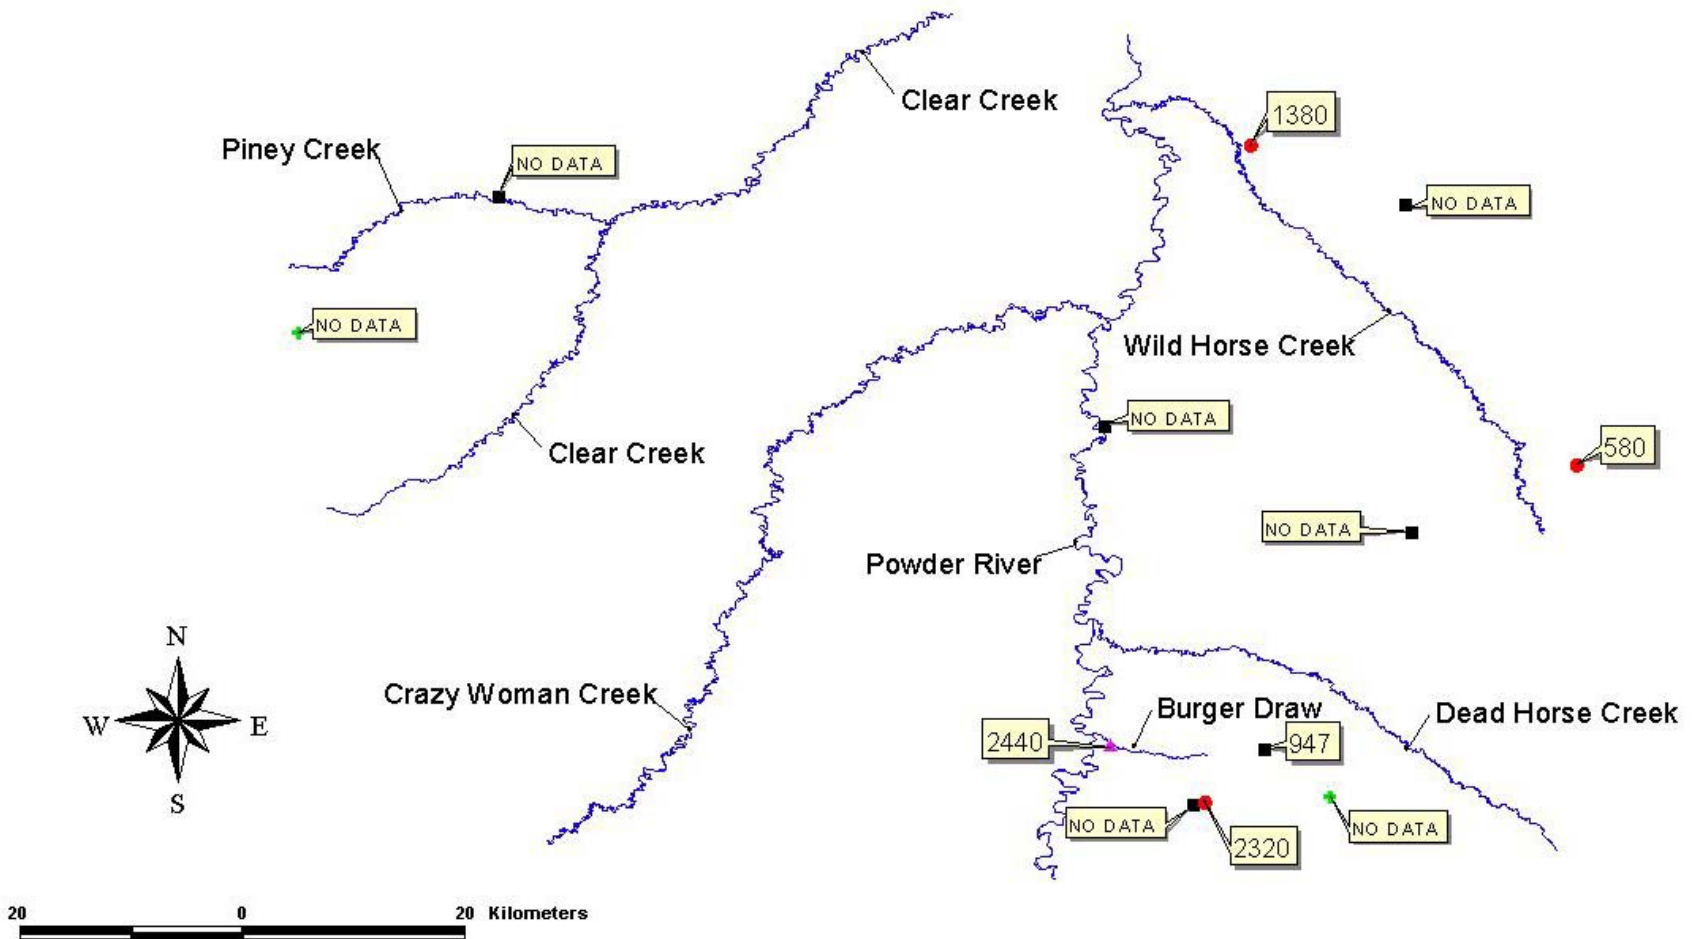 Clear Creek
1380
Piney Creek
NO DATA
NO DATA
NO DATA
Wild Horse Creek
NO DATA
Clear Creek
580
NO DATA
Powder River
N
W
E
S
Crazy Woman Creek
Burger Draw
Dead Horse Creek
2440
947
NO DATA
NO DATA
2320
20 0 20 Kilometers